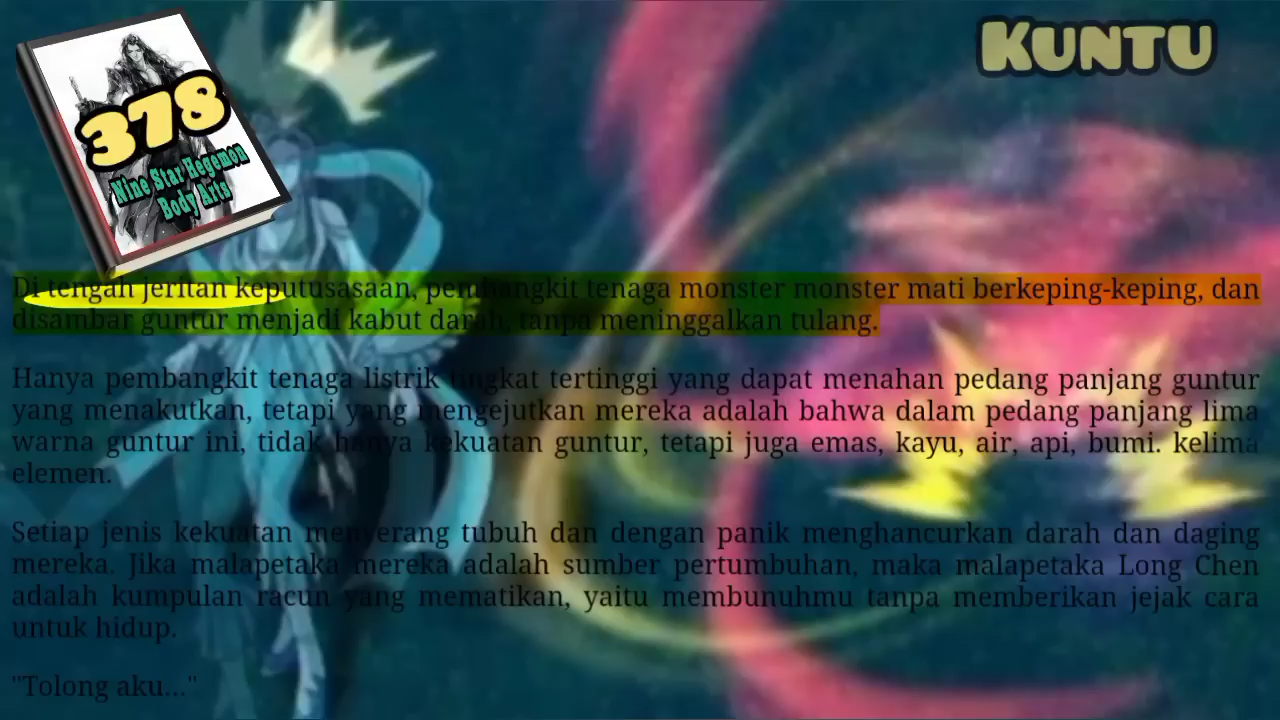 KUNTU
378
Nine Star Hegemon
Body Arts
Di tengah jeritan keputusasaan, pembangkit tenaga monster monster mati berkeping-keping, dan
disambar guntur menjadi kabut darah, tanpa meninggalkan tulang.
Hanya pembangkit tenaga listrik tingkat tertinggi yang dapat menahan pedang panjang guntur
yang menakutkan, tetapi yang mengejutkan mereka adalah bahwa dalam pedang panjang lima
warna guntur ini, tidak hanya kekuatan guntur, tetapi juga emas, kayu, air, api, bumi. kelima
elemen.
Setiap jenis kekuatan menyerang tubuh dan dengan panik menghancurkan darah dan daging
mereka. Jika malapetaka mereka adalah sumber pertumbuhan, maka malapetaka Long Chen
adalah kumpulan racun yang mematikan, yaitu membunuhmu tanpa memberikan jejak cara
untuk hidup.
"Tolong aku..."